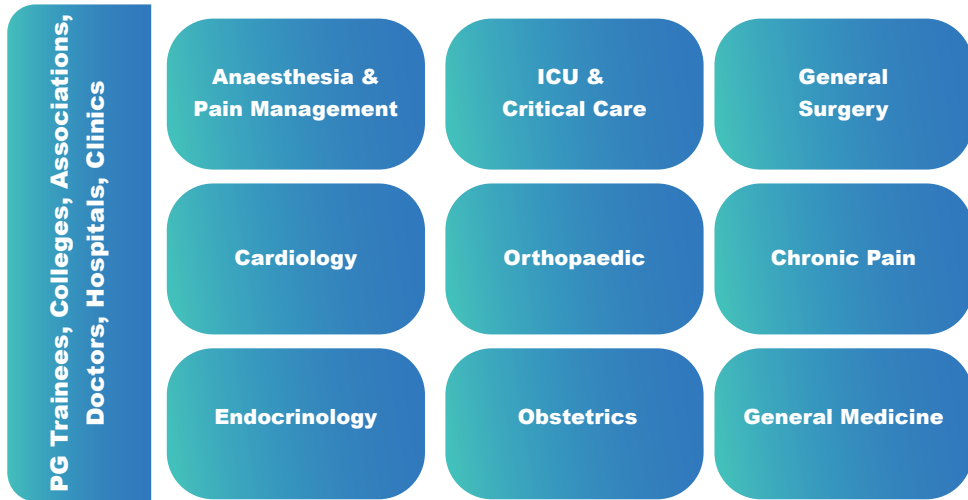 PG Trainees, Colleges, Associations,
Doctors, Hospitals, Clinics
Anaesthesia &
Pain Management
ICU &
Critical Care
General
Surgery
Cardiology
Orthopaedic
Chronic Pain
Endocrinology
Obstetrics
General Medicine